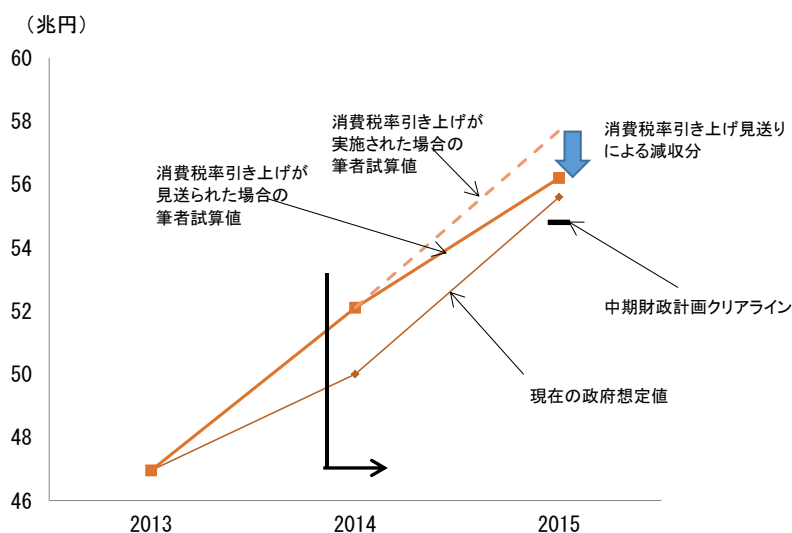 （兆円）
60
58
56
54
52
50
48
46
消費税率引き上げが
実施された場合の
筆者試算値
消費税率引き上げ見送り
による減収分
消費税率引き上げが
見送られた場合の
筆者試算値
中期財政計画クリアライン
現在の政府想定値
2013
2014
2015